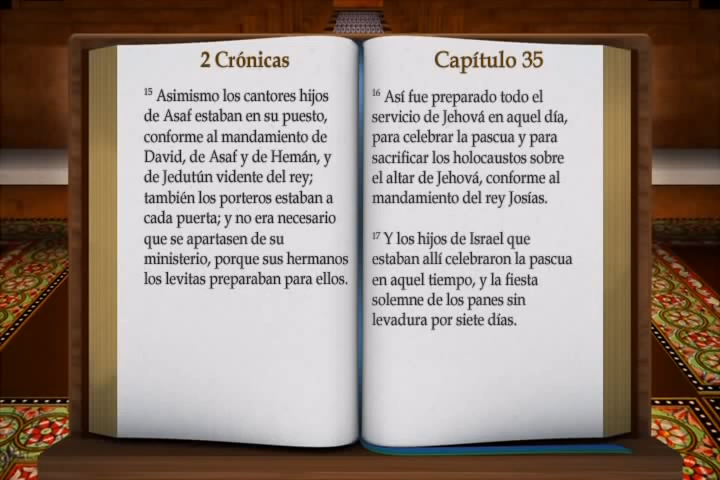 2 Crónicas
15 Asimismo los cantores hijos
de Asaf estaban en su puesto,
conforme al mandamiento de
David, de Asaf y de Hemán, y
de Jedutún vidente del rey;
también los porteros estaban a
cada puerta; y no era necesario
que se apartasen de su
ministerio, porque sus hermanos
los levitas preparaban para ellos.
Capítulo 35
16 Así fue preparado todo el
servicio de Jehová en aquel día,
para celebrar la pascua y para
sacrificar los holocaustos sobre
el altar de Jehová, conforme al
mandamiento del rey Josías.
17 Y los hijos de Israel que
estaban allí celebraron la pascua
en aquel tiempo, y la fiesta
solemne de los panes sin
levadura por siete días.